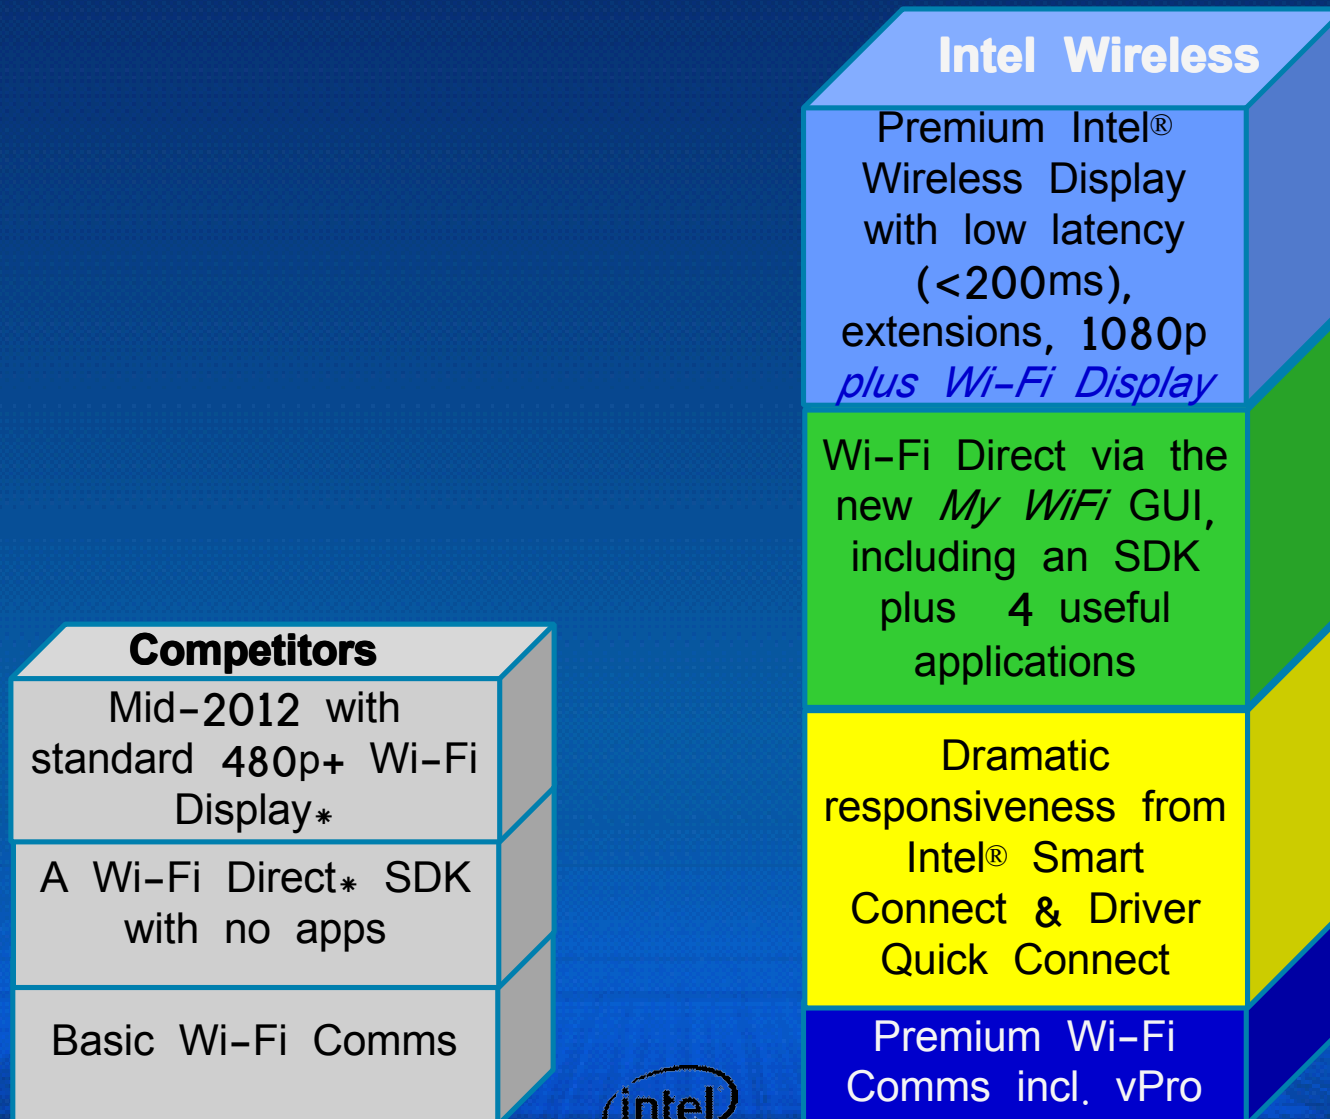 Competitors
Mid-2012 with
standard 480p+ Wi-Fi
Display*
A Wi-Fi Direct* SDK
with no apps
Basic Wi-Fi Comms
Intel Wireless
Premium Intel®
Wireless Display
with low latency
(<200ms),
extensions, 1080p
plus Wi-Fi Display
Wi-Fi Direct via the
new My WiFi GUI,
including an SDK
plus 4 useful
applications
Dramatic
responsiveness from
Intel® Smart
Connect & Driver
Quick Connect
Premium Wi-Fi
Comms incl. vPro
intel